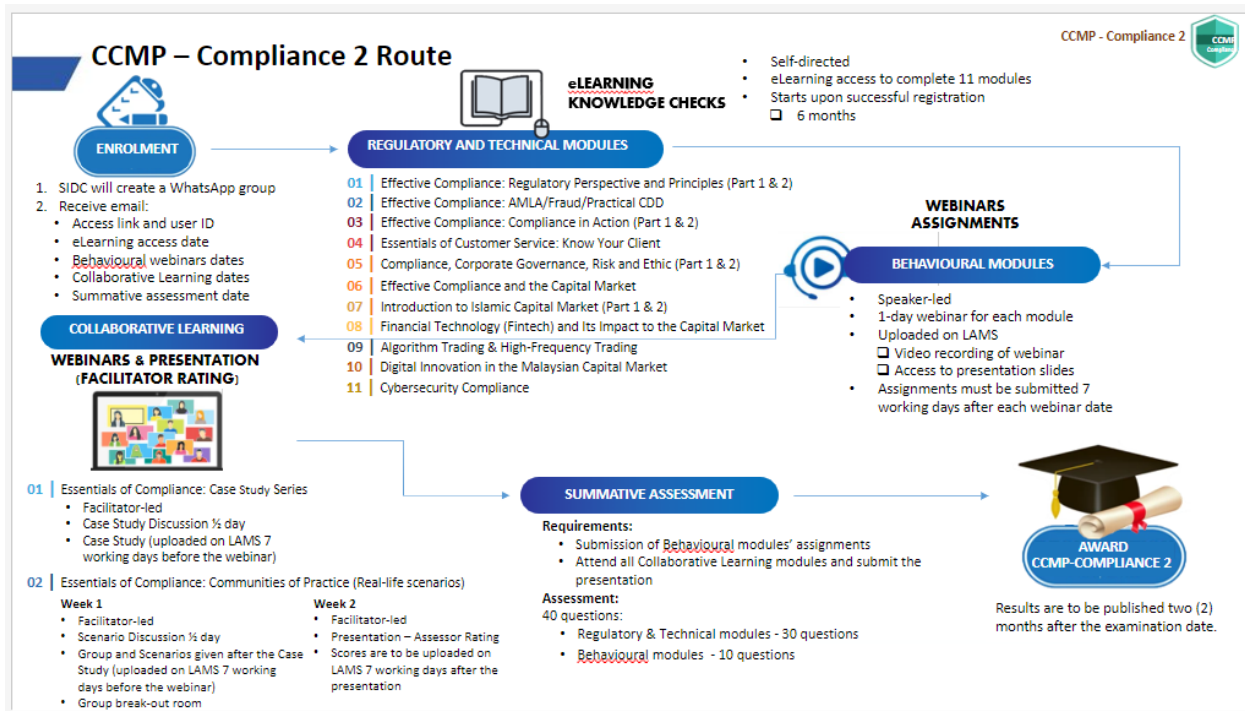 CCMP - Compliance 2
CCMP
Compliance
CCMP – Compliance 2 Route
eLEARNING
KNOWLEDGE CHECKS
• Self-directed
• eLearning access to complete 11 modules
• Starts upon successful registration
❑ 6 months
ENROLMENT
1. SIDC will create a WhatsApp group
2. Receive email:
• Access link and user ID
• eLearning access date
• Behavioural webinars dates
• Collaborative Learning dates
• Summative assessment date
REGULATORY AND TECHNICAL MODULES
01 Effective Compliance: Regulatory Perspective and Principles (Part 1 & 2)
02 Effective Compliance: AMLA/Fraud/Practical CDD
03 Effective Compliance: Compliance in Action (Part 1 & 2)
04 Essentials of Customer Service: Know Your Client
05 Compliance, Corporate Governance, Risk and Ethic (Part 1 & 2)
06 Effective Compliance and the Capital Market
07 Introduction to Islamic Capital Market (Part 1 & 2)
08 Financial Technology (Fintech) and Its Impact to the Capital Market
09 Algorithm Trading & High-Frequency Trading
10 Digital Innovation in the Malaysian Capital Market
11 Cybersecurity Compliance
WEBINARS
ASSIGNMENTS
BEHAVIOURAL MODULES
• Speaker-led
• 1-day webinar for each module
• Uploaded on LAMS
❑ Video recording of webinar
❑ Access to presentation slides
• Assignments must be submitted 7
working days after each webinar date
COLLABORATIVE LEARNING
WEBINARS & PRESENTATION
(FACILITATOR RATING)
01 Essentials of Compliance: Case Study Series
• Facilitator-led
• Case Study Discussion ½ day
• Case Study (uploaded on LAMS 7
working days before the webinar)
02 Essentials of Compliance: Communities of Practice (Real-life scenarios)
Week 1
• Facilitator-led
• Scenario Discussion ½ day
• Group and Scenarios given after the Case
Study (uploaded on LAMS 7 working
days before the webinar)
• Group break-out room
Week 2
• Facilitator-led
• Presentation – Assessor Rating
• Scores are to be uploaded on
LAMS 7 working days after the
presentation
SUMMATIVE ASSESSMENT
Requirements:
• Submission of Behavioural modules' assignments
• Attend all Collaborative Learning modules and submit the
presentation
Assessment:
40 questions:
• Regulatory & Technical modules - 30 questions
• Behavioural modules - 10 questions
AWARD
CCMP-COMPLIANCE 2
Results are to be published two (2)
months after the examination date.